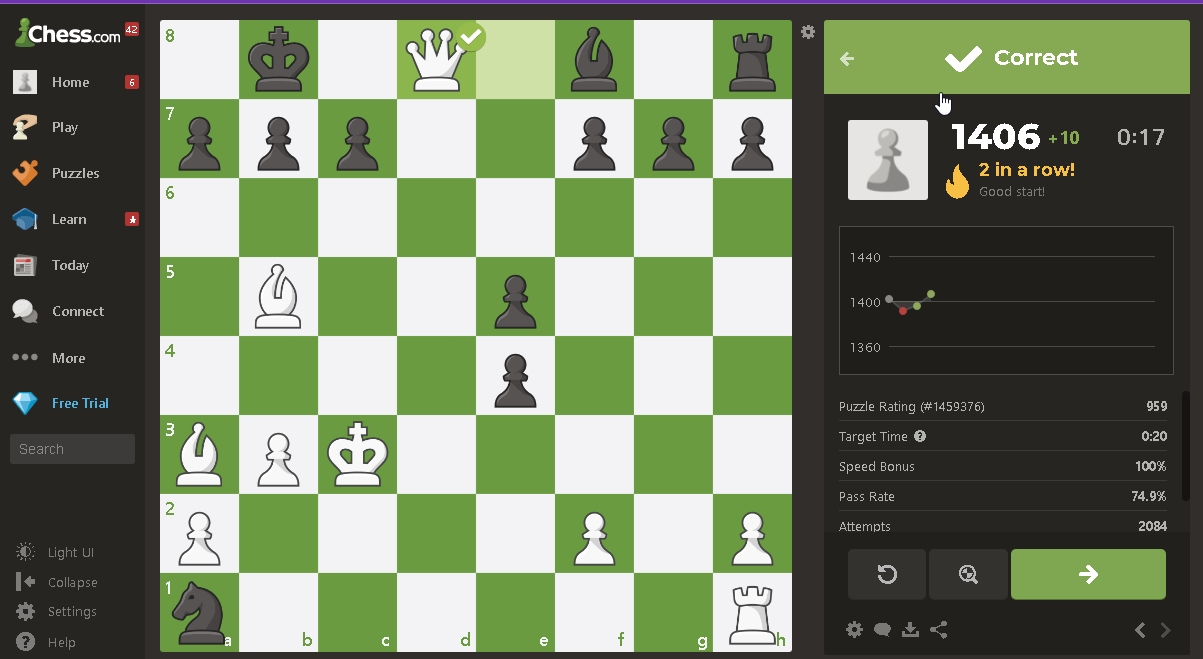 Chess.com 42
Home 6
Play
Puzzles
Learn
Today
Connect
More
Free Trial
Search
Light UI
Collapse
Settings
Help
8
7
6
5
4
3
2
1
a b c d e f g h
Correct
1406 +10 0:17
2 in a row!
Good start!
1440
1400
1360
Puzzle Rating (#1459376) 959
Target Time ? 0:20
Speed Bonus 100%
Pass Rate 74.9%
Attempts 2084